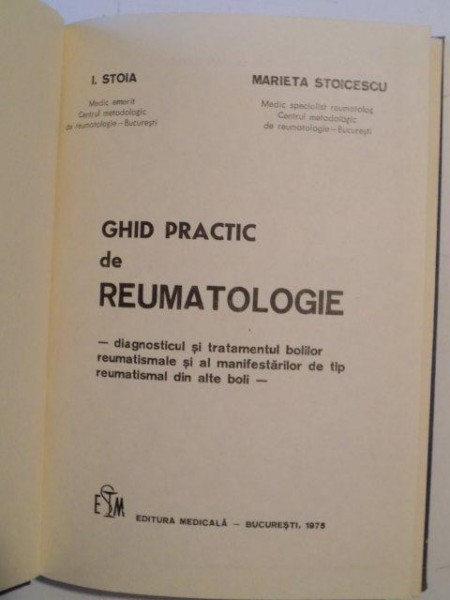 I. STOIA
Medic emerit
Centrul metodologic
de reumatologie — București
MARIETA STOICESCU
Medic specialist reumatolog
Centrul metodologic
de reumatologie — București
GHID PRACTIC
de
REUMATOLOGIE
— diagnosticul și tratamentul bolilor
reumatismale și al manifestărilor de tip
reumatismal din alte boli —
ESTM
EDITURA MEDICALĂ — BUCUREȘTI, 1975